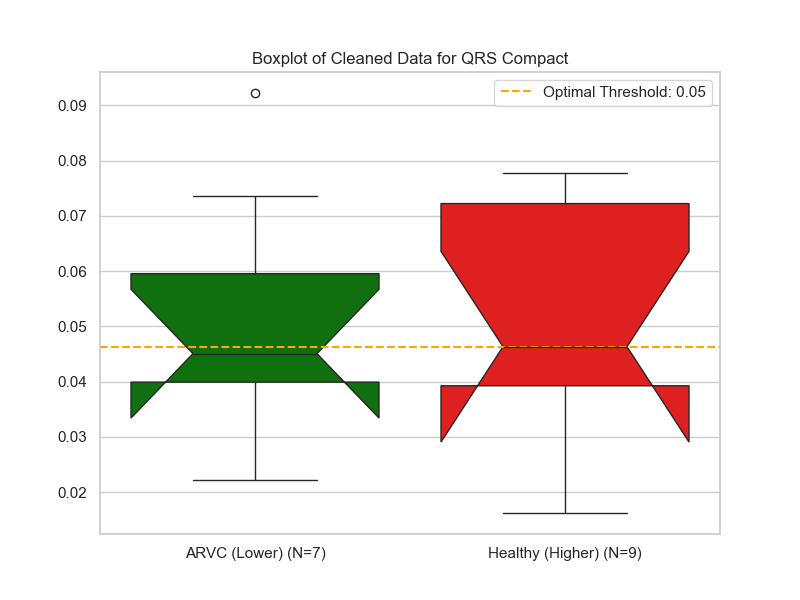 Boxplot of Cleaned Data for QRS Compact
Optimal Threshold: 0.05
0.09
0.08
0.07
0.06
0.05
0.04
0.03
0.02
ARVC (Lower) (N=7)
Healthy (Higher) (N=9)